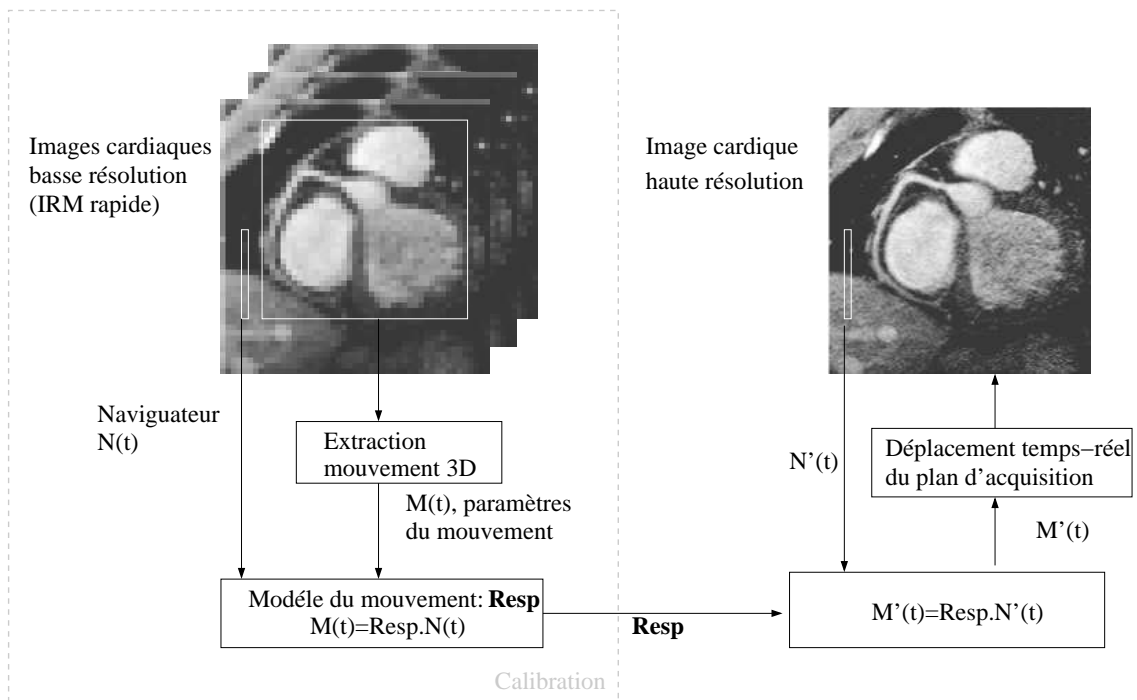 Images cardiaques
basse résolution
(IRM rapide)
Naviguateur
N(t)
Extraction
mouvement 3D
M(t), paramètres
du mouvement
Modéle du mouvement: Resp
M(t)=Resp.N(t)
Calibration
Resp
Image cardique
haute résolution
N’(t)
Déplacement temps−réel
du plan d’acquisition
M’(t)
M’(t)=Resp.N’(t)